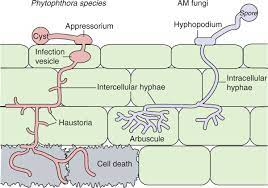 Phytophthora species
AM fungi
Appressorium
Spore
Cyst
Hyphopodium
Infection
vesicle
Intercellular hyphae
Intracellular
hyphae
Haustoria
Arbuscule
Cell death